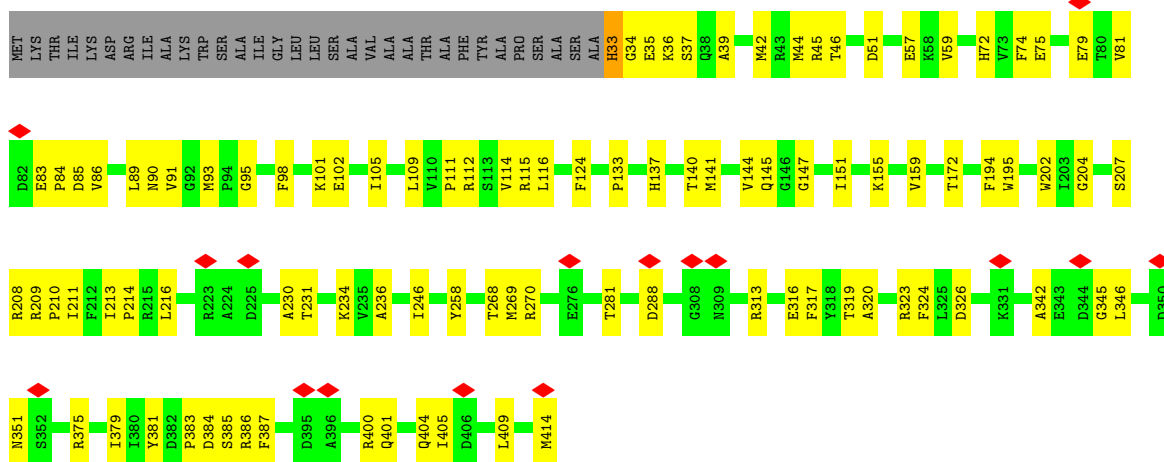 MET LYS THR ILE LYS ASP ARG ILE ALA LYS TRP SER ALA ILE GLY LEU LEU SER ALA VAL ALA ALA THR ALA PHE TYR ALA PRO SER ALA SER ALA H33 G34 E35 K36 S37 Q38 A39 M42 R43 M44 R45 T46 D51 E57 K58 V59 H72 V73 F74 E75 E79 T80 V81
D82 E83 P84 D85 V86 L89 N90 V91 G92 M93 P94 G95 F98 K101 E102 I105 L109 V110 P111 R112 S113 V114 R115 L116 F124 P133 H137 T140 M141 V144 Q145 G146 G147 I151 K155 V159 T172 F194 W195 W202 I203 G204 S207
R208 R209 P210 I211 F212 I213 P214 R215 L216 R223 A224 D225 A230 T231 K234 V235 A236 I246 Y258 T268 M269 R270 E276 T281 D288 G308 N309 R313 E316 F317 Y318 T319 A320 R323 F324 L325 D326 K331 A342 E343 D344 G345 L346 D350
N351 S352 R375 I379 I380 Y381 D382 P383 D384 S385 R386 F387 D395 A396 R400 Q401 Q404 I405 D406 L409 M414